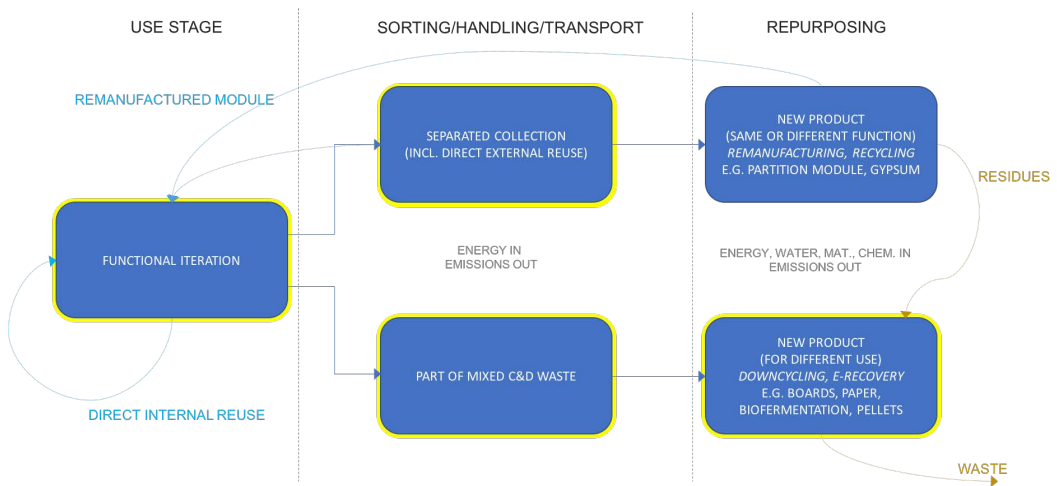 USE STAGE
SORTING/HANDLING/TRANSPORT
REPURPOSING
REMANUFACTURED MODULE
SEPARATED COLLECTION
(INCL. DIRECT EXTERNAL REUSE)
NEW PRODUCT
(SAME OR DIFFERENT FUNCTION)
REMANUFACTURING, RECYCLING
E.G. PARTITION MODULE, GYPSUM
RESIDUES
FUNCTIONAL ITERATION
ENERGY IN
EMISSIONS OUT
ENERGY, WATER, MAT., CHEM. IN
EMISSIONS OUT
PART OF MIXED C&D WASTE
NEW PRODUCT
(FOR DIFFERENT USE)
DOWNCYCLING, E-RECOVERY
E.G. BOARDS, PAPER,
BIOFERMENTATION, PELLETS
DIRECT INTERNAL REUSE
WASTE